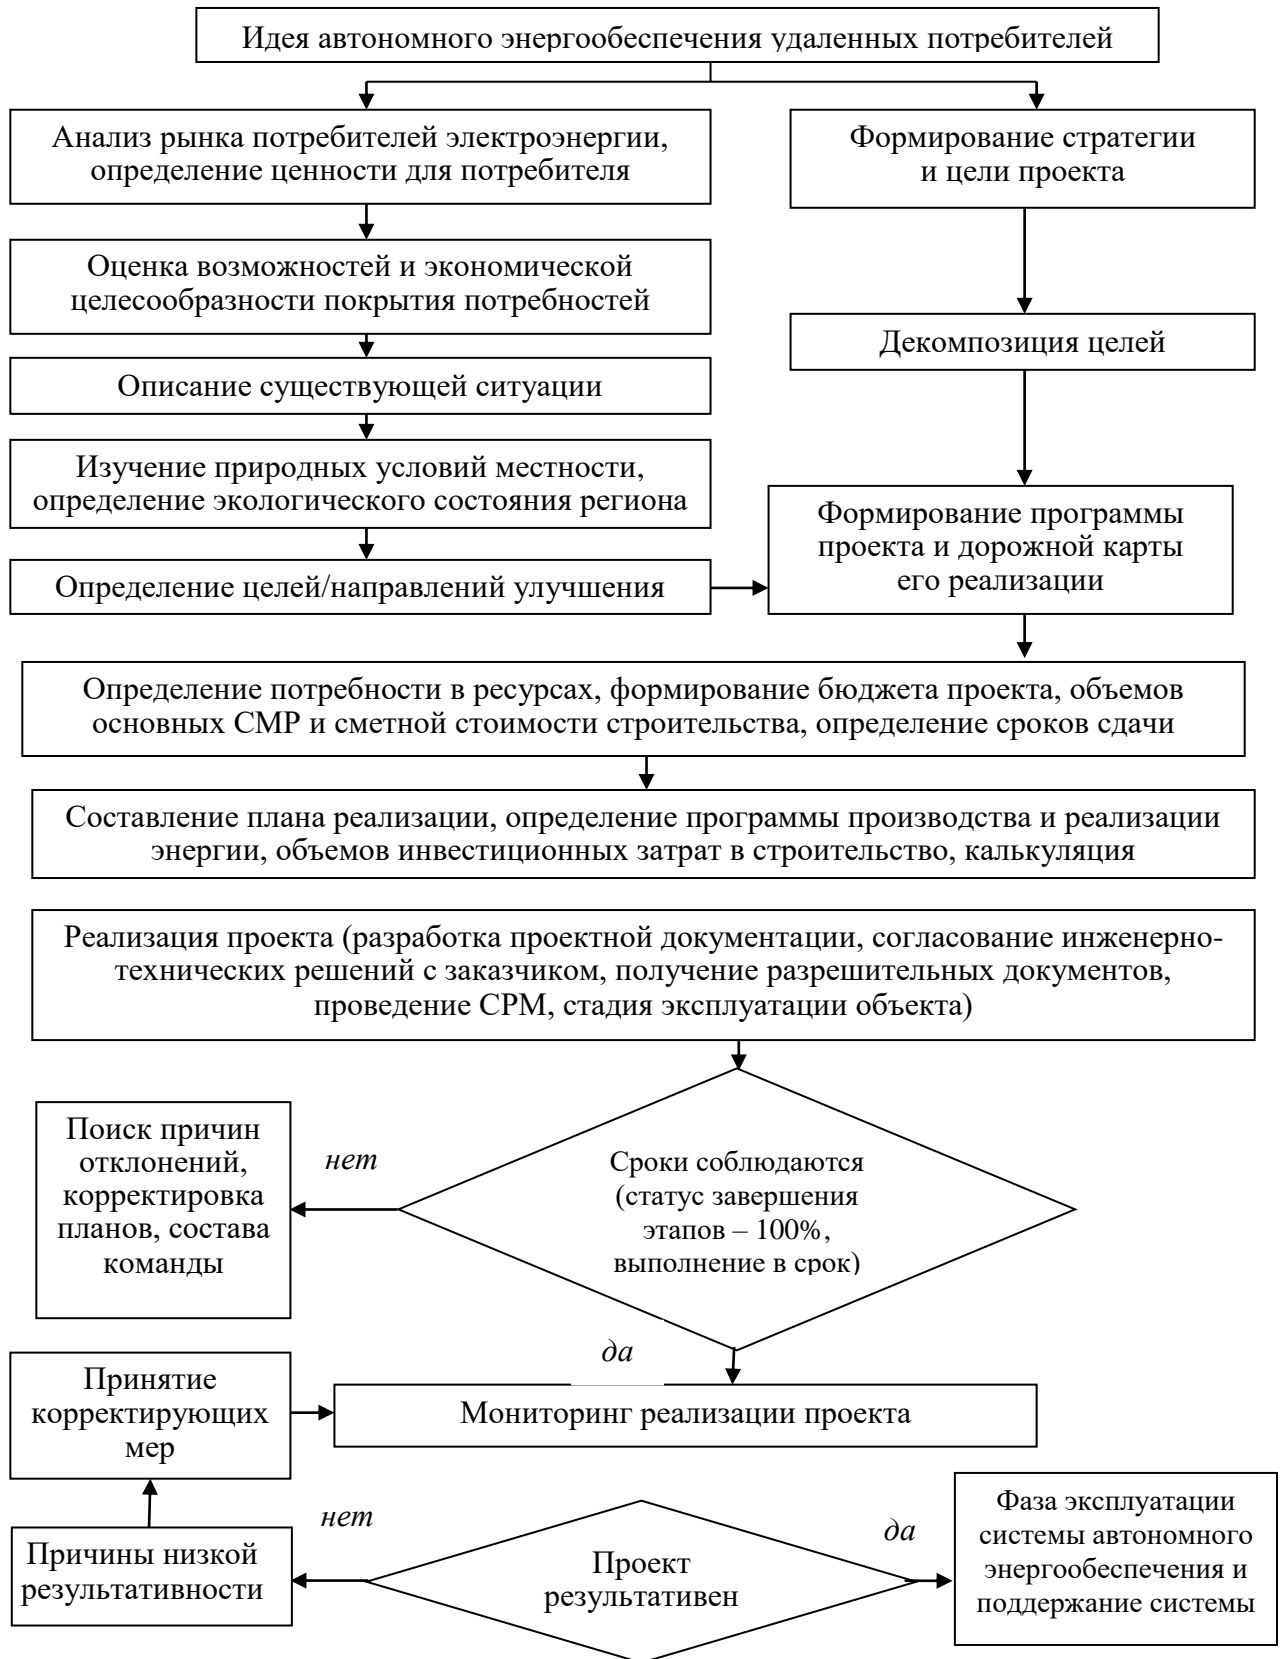 Идея автономного энергообеспечения удаленных потребителей
Анализ рынка потребителей электроэнергии,
определение ценности для потребителя
Формирование стратегии
и цели проекта
Оценка возможностей и экономической
целесообразности покрытия потребностей
Декомпозиция целей
Описание существующей ситуации
Изучение природных условий местности,
определение экологического состояния региона
Формирование программы
проекта и дорожной карты
его реализации
Определение целей/направлений улучшения
Определение потребности в ресурсах, формирование бюджета проекта, объемов
основных СМР и сметной стоимости строительства, определение сроков сдачи
Составление плана реализации, определение программы производства и реализации
энергии, объемов инвестиционных затрат в строительство, калькуляция
Реализация проекта (разработка проектной документации, согласование инженерно-
технических решений с заказчиком, получение разрешительных документов,
проведение СРМ, стадия эксплуатации объекта)
Поиск причин
отклонений,
корректировка
планов, состава
команды
нет
Сроки соблюдаются
(статус завершения
этапов – 100%,
выполнение в срок)
да
Принятие
корректирующих
мер
Мониторинг реализации проекта
Причины низкой
результативности
нет
Проект
результативен
да
Фаза эксплуатации
системы автономного
энергообеспечения и
поддержание системы